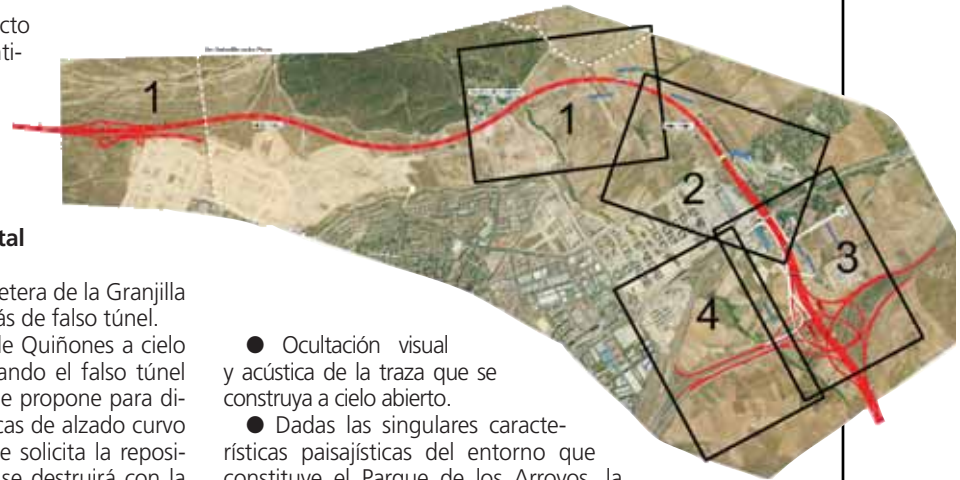 cto
nti-
tal
etera de la Granjilla
ás de falso túnel.
de Quiñones a cielo
ando el falso túnel
e propone para di-
cas de alzado curvo
e solicita la reposi-
se destruirá con la
● Ocultación visual
y acústica de la traza que se
construya a cielo abierto.
● Dadas las singulares caracte-
rísticas paisajísticas del entorno que
constituye el Parque de los Arroyos, la
1
1
2
3
4